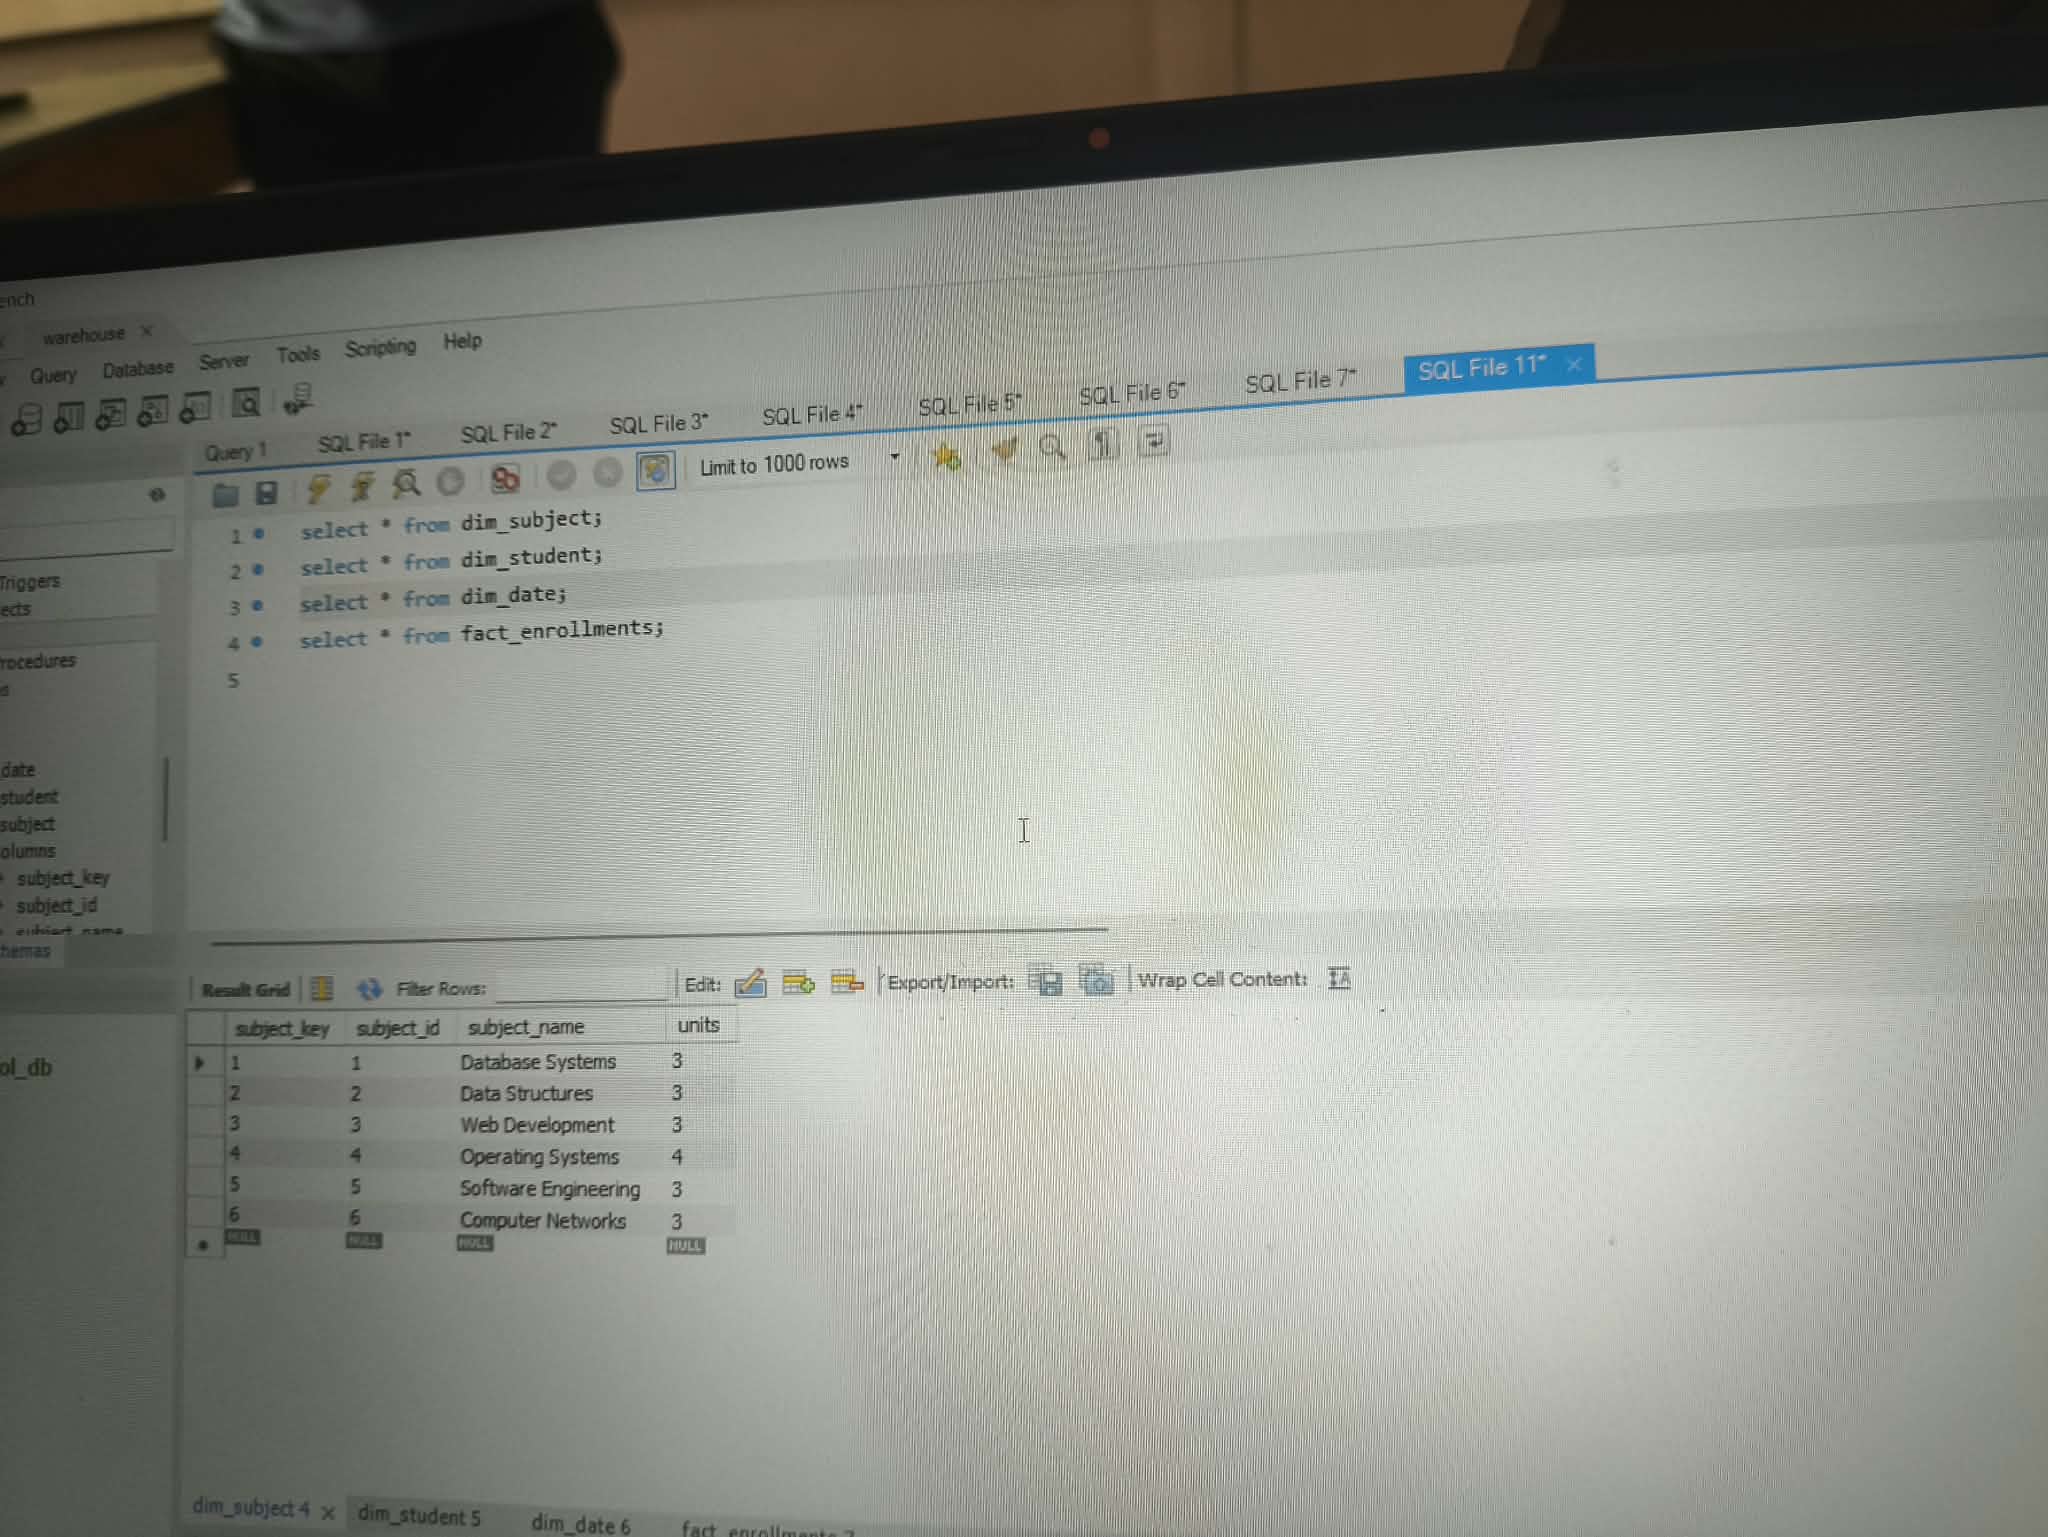 ench
warehouse
Query Database Server Tools Scripting Help
Query 1 SQL File 1* SQL File 2* SQL File 3* SQL File 4* SQL File 5* SQL File 6* SQL File 7* SQL File 11*
Limit to 1000 rows
1 select * from dim_subject;
2 select * from dim_student;
3 select * from dim_date;
4 select * from fact_enrollments;
5
Triggers
ects
rocedures
s
date
student
subject
olumns
subject_key
subject_id
subject_name
hemas
ol_db
Result Grid Filter Rows: Edit: Export/Import: Wrap Cell Content:
subject_key subject_id subject_name units
1 1 Database Systems 3
2 2 Data Structures 3
3 3 Web Development 3
4 4 Operating Systems 4
5 5 Software Engineering 3
6 6 Computer Networks 3
NULL NULL NULL NULL
dim_subject 4 dim_student 5 dim_date 6 fact_enrollments 7